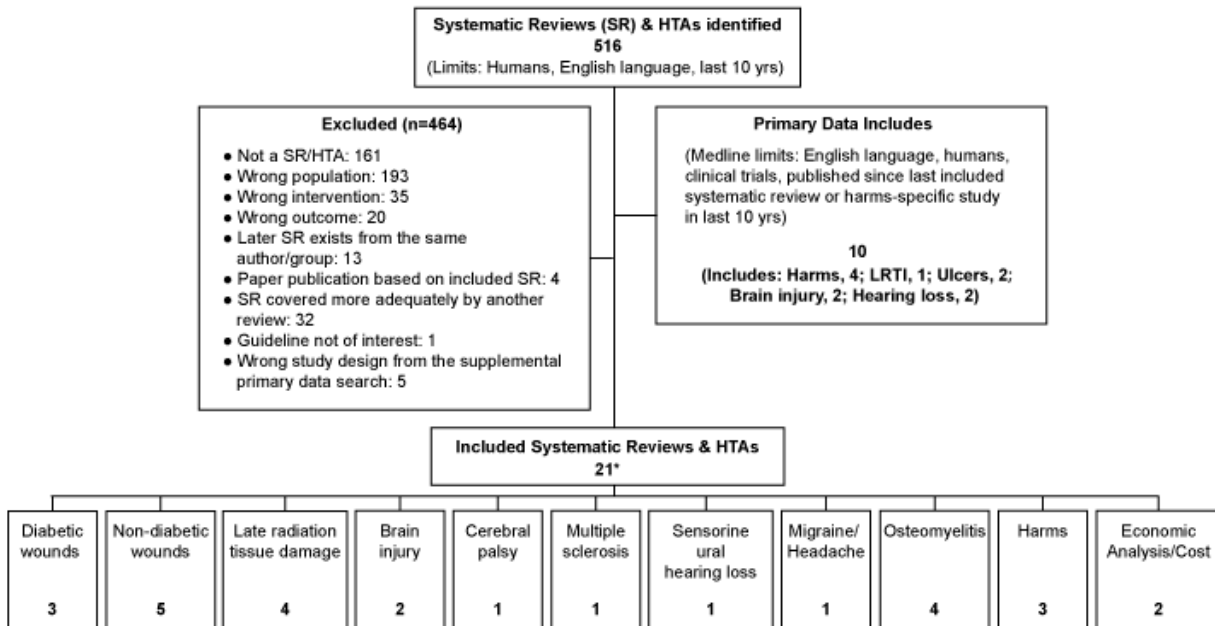 Systematic Reviews (SR) & HTAs identified
516
(Limits: Humans, English language, last 10 yrs)
Excluded (n=464)
● Not a SR/HTA: 161
● Wrong population: 193
● Wrong intervention: 35
● Wrong outcome: 20
● Later SR exists from the same
author/group: 13
● Paper publication based on included SR: 4
● SR covered more adequately by another
review: 32
● Guideline not of interest: 1
● Wrong study design from the supplemental
primary data search: 5
Primary Data Includes
(Medline limits: English language, humans,
clinical trials, published since last included
systematic review or harms-specific study
in last 10 yrs)
10
(Includes: Harms, 4; LRTI, 1; Ulcers, 2;
Brain injury, 2; Hearing loss, 2)
Included Systematic Reviews & HTAs
21*
Diabetic
wounds
3
Non-diabetic
wounds
5
Late radiation
tissue damage
4
Brain
injury
2
Cerebral
palsy
1
Multiple
sclerosis
1
Sensorine
ural
hearing loss
1
Migraine/
Headache
1
Osteomyelitis
4
Harms
3
Economic
Analysis/Cost
2